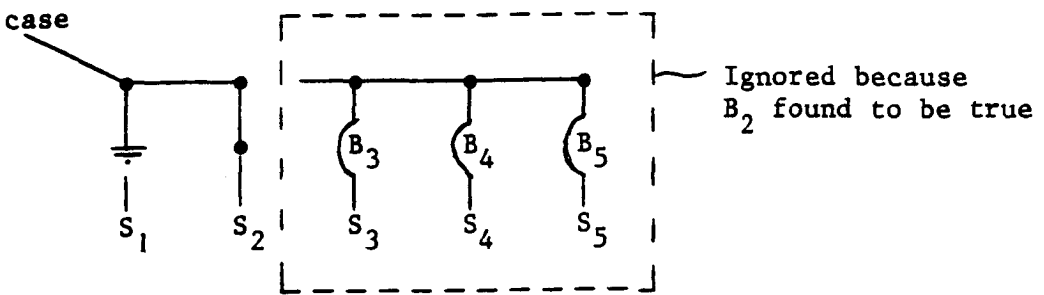 case
Ignored because
B2 found to be true
B3 B4 B5
S1 S2 S3 S4 S5